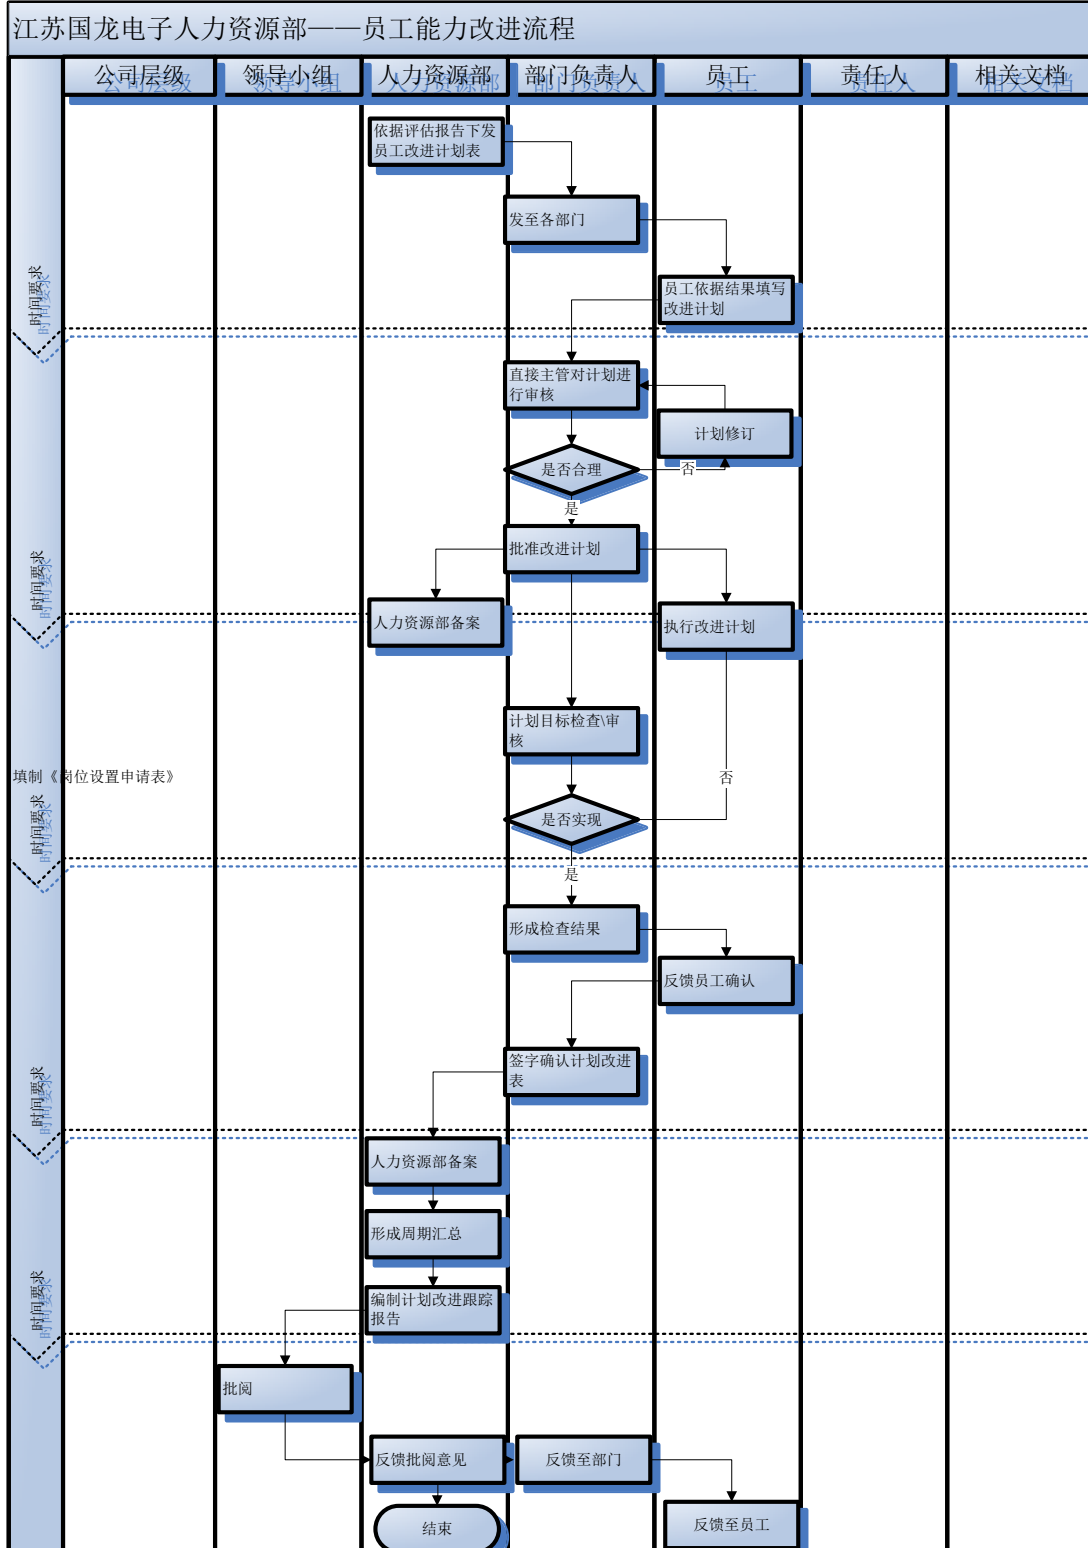 江苏国龙电子人力资源部——员工能力改进流程
公司层级
领导小组
人力资源部
部门负责人
员工
责任人
相关文档
依据评估报告下发
员工改进计划表
发至各部门
时间要求
员工依据结果填写
改进计划
直接主管对计划进
行审核
计划修订
是否合理
否
是
时间要求
批准改进计划
人力资源部备案
执行改进计划
计划目标检查\审
核
填制《岗位设置申请表》
否
时间要求
是否实现
是
形成检查结果
反馈员工确认
时间要求
签字确认计划改进
表
人力资源部备案
形成周期汇总
时间要求
编制计划改进跟踪
报告
批阅
反馈批阅意见
反馈至部门
结束
反馈至员工